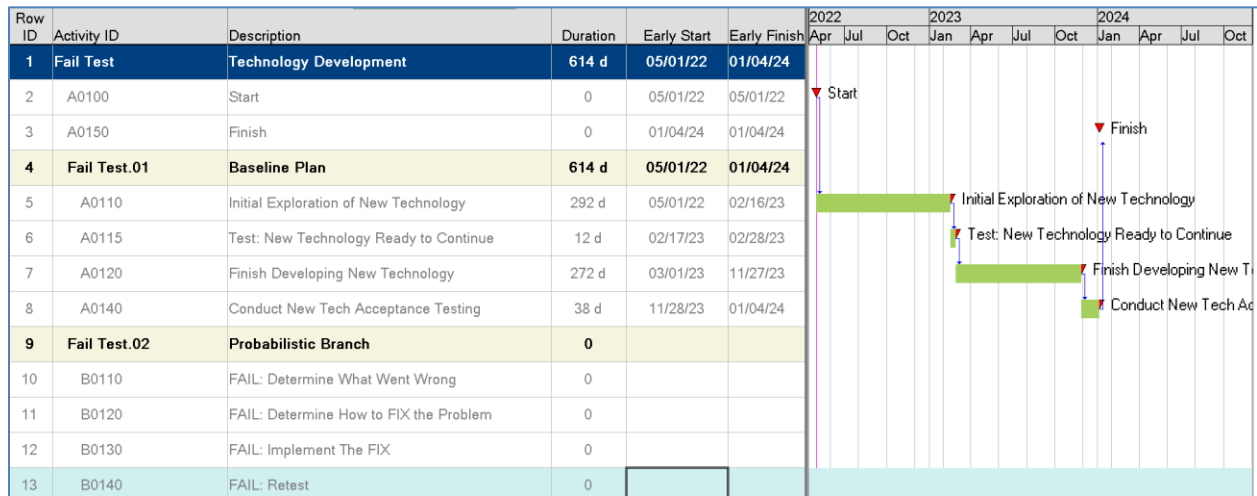 Row ID Activity ID Description Duration Early Start Early Finish
2022 2023 2024
Apr Jul Oct Jan Apr Jul Oct Jan Apr Jul Oct
1 Fail Test Technology Development 614 d 05/01/22 01/04/24
2 A0100 Start 0 05/01/22 05/01/22 Start
3 A0150 Finish 0 01/04/24 01/04/24 Finish
4 Fail Test.01 Baseline Plan 614 d 05/01/22 01/04/24
5 A0110 Initial Exploration of New Technology 292 d 05/01/22 02/16/23 Initial Exploration of New Technology
6 A0115 Test: New Technology Ready to Continue 12 d 02/17/23 02/28/23 Test: New Technology Ready to Continue
7 A0120 Finish Developing New Technology 272 d 03/01/23 11/27/23 Finish Developing New
8 A0140 Conduct New Tech Acceptance Testing 38 d 11/28/23 01/04/24 Conduct New Tech
9 Fail Test.02 Probabilistic Branch 0
10 B0110 FAIL: Determine What Went Wrong 0
11 B0120 FAIL: Determine How to FIX the Problem 0
12 B0130 FAIL: Implement The FIX 0
13 B0140 FAIL: Retest 0